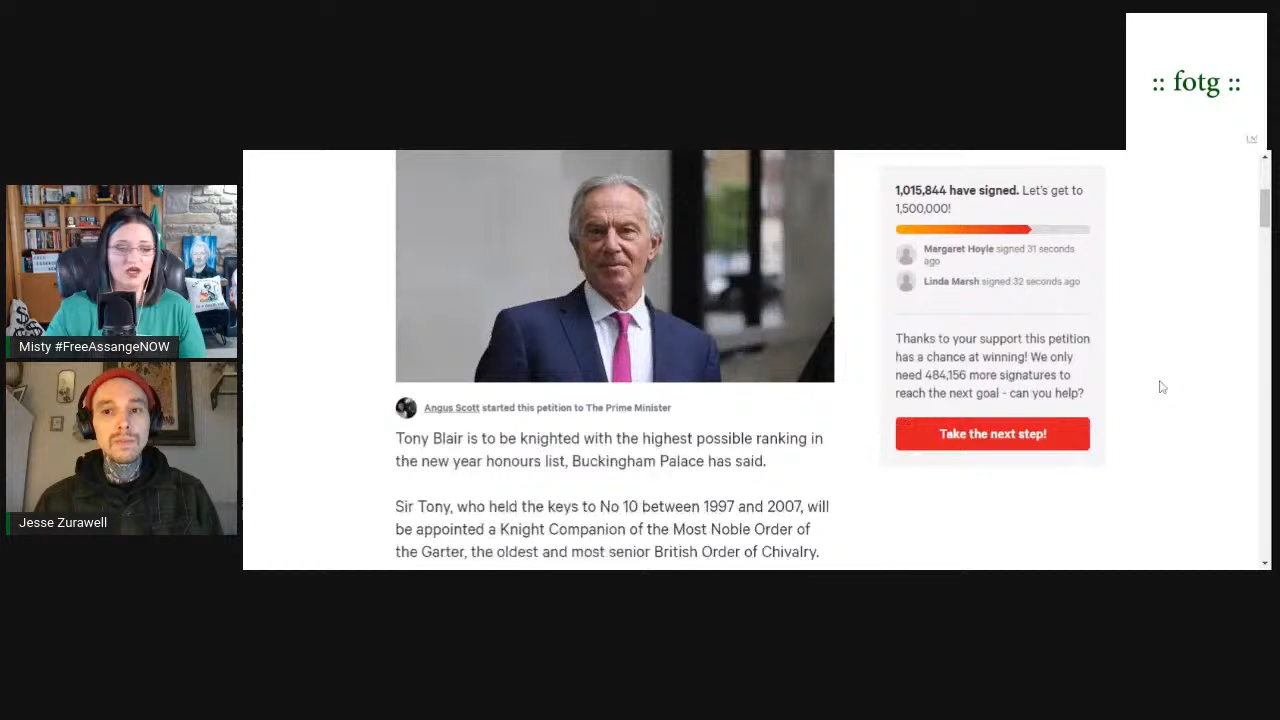 :: fotg ::
1,015,844 have signed. Let's get to
1,500,000!
Margaret Hoyle signed 31 seconds
ago
Linda Marsh signed 32 seconds ago
Thanks to your support this petition
has a chance at winning! We only
need 484,156 more signatures to
reach the next goal - can you help?
Take the next step!
Angus Scott started this petition to The Prime Minister
Tony Blair is to be knighted with the highest possible ranking in
the new year honours list, Buckingham Palace has said.
Sir Tony, who held the keys to No 10 between 1997 and 2007, will
be appointed a Knight Companion of the Most Noble Order of
the Garter, the oldest and most senior British Order of Chivalry.
Misty #FreeAssangeNOW
Jesse Zurawell